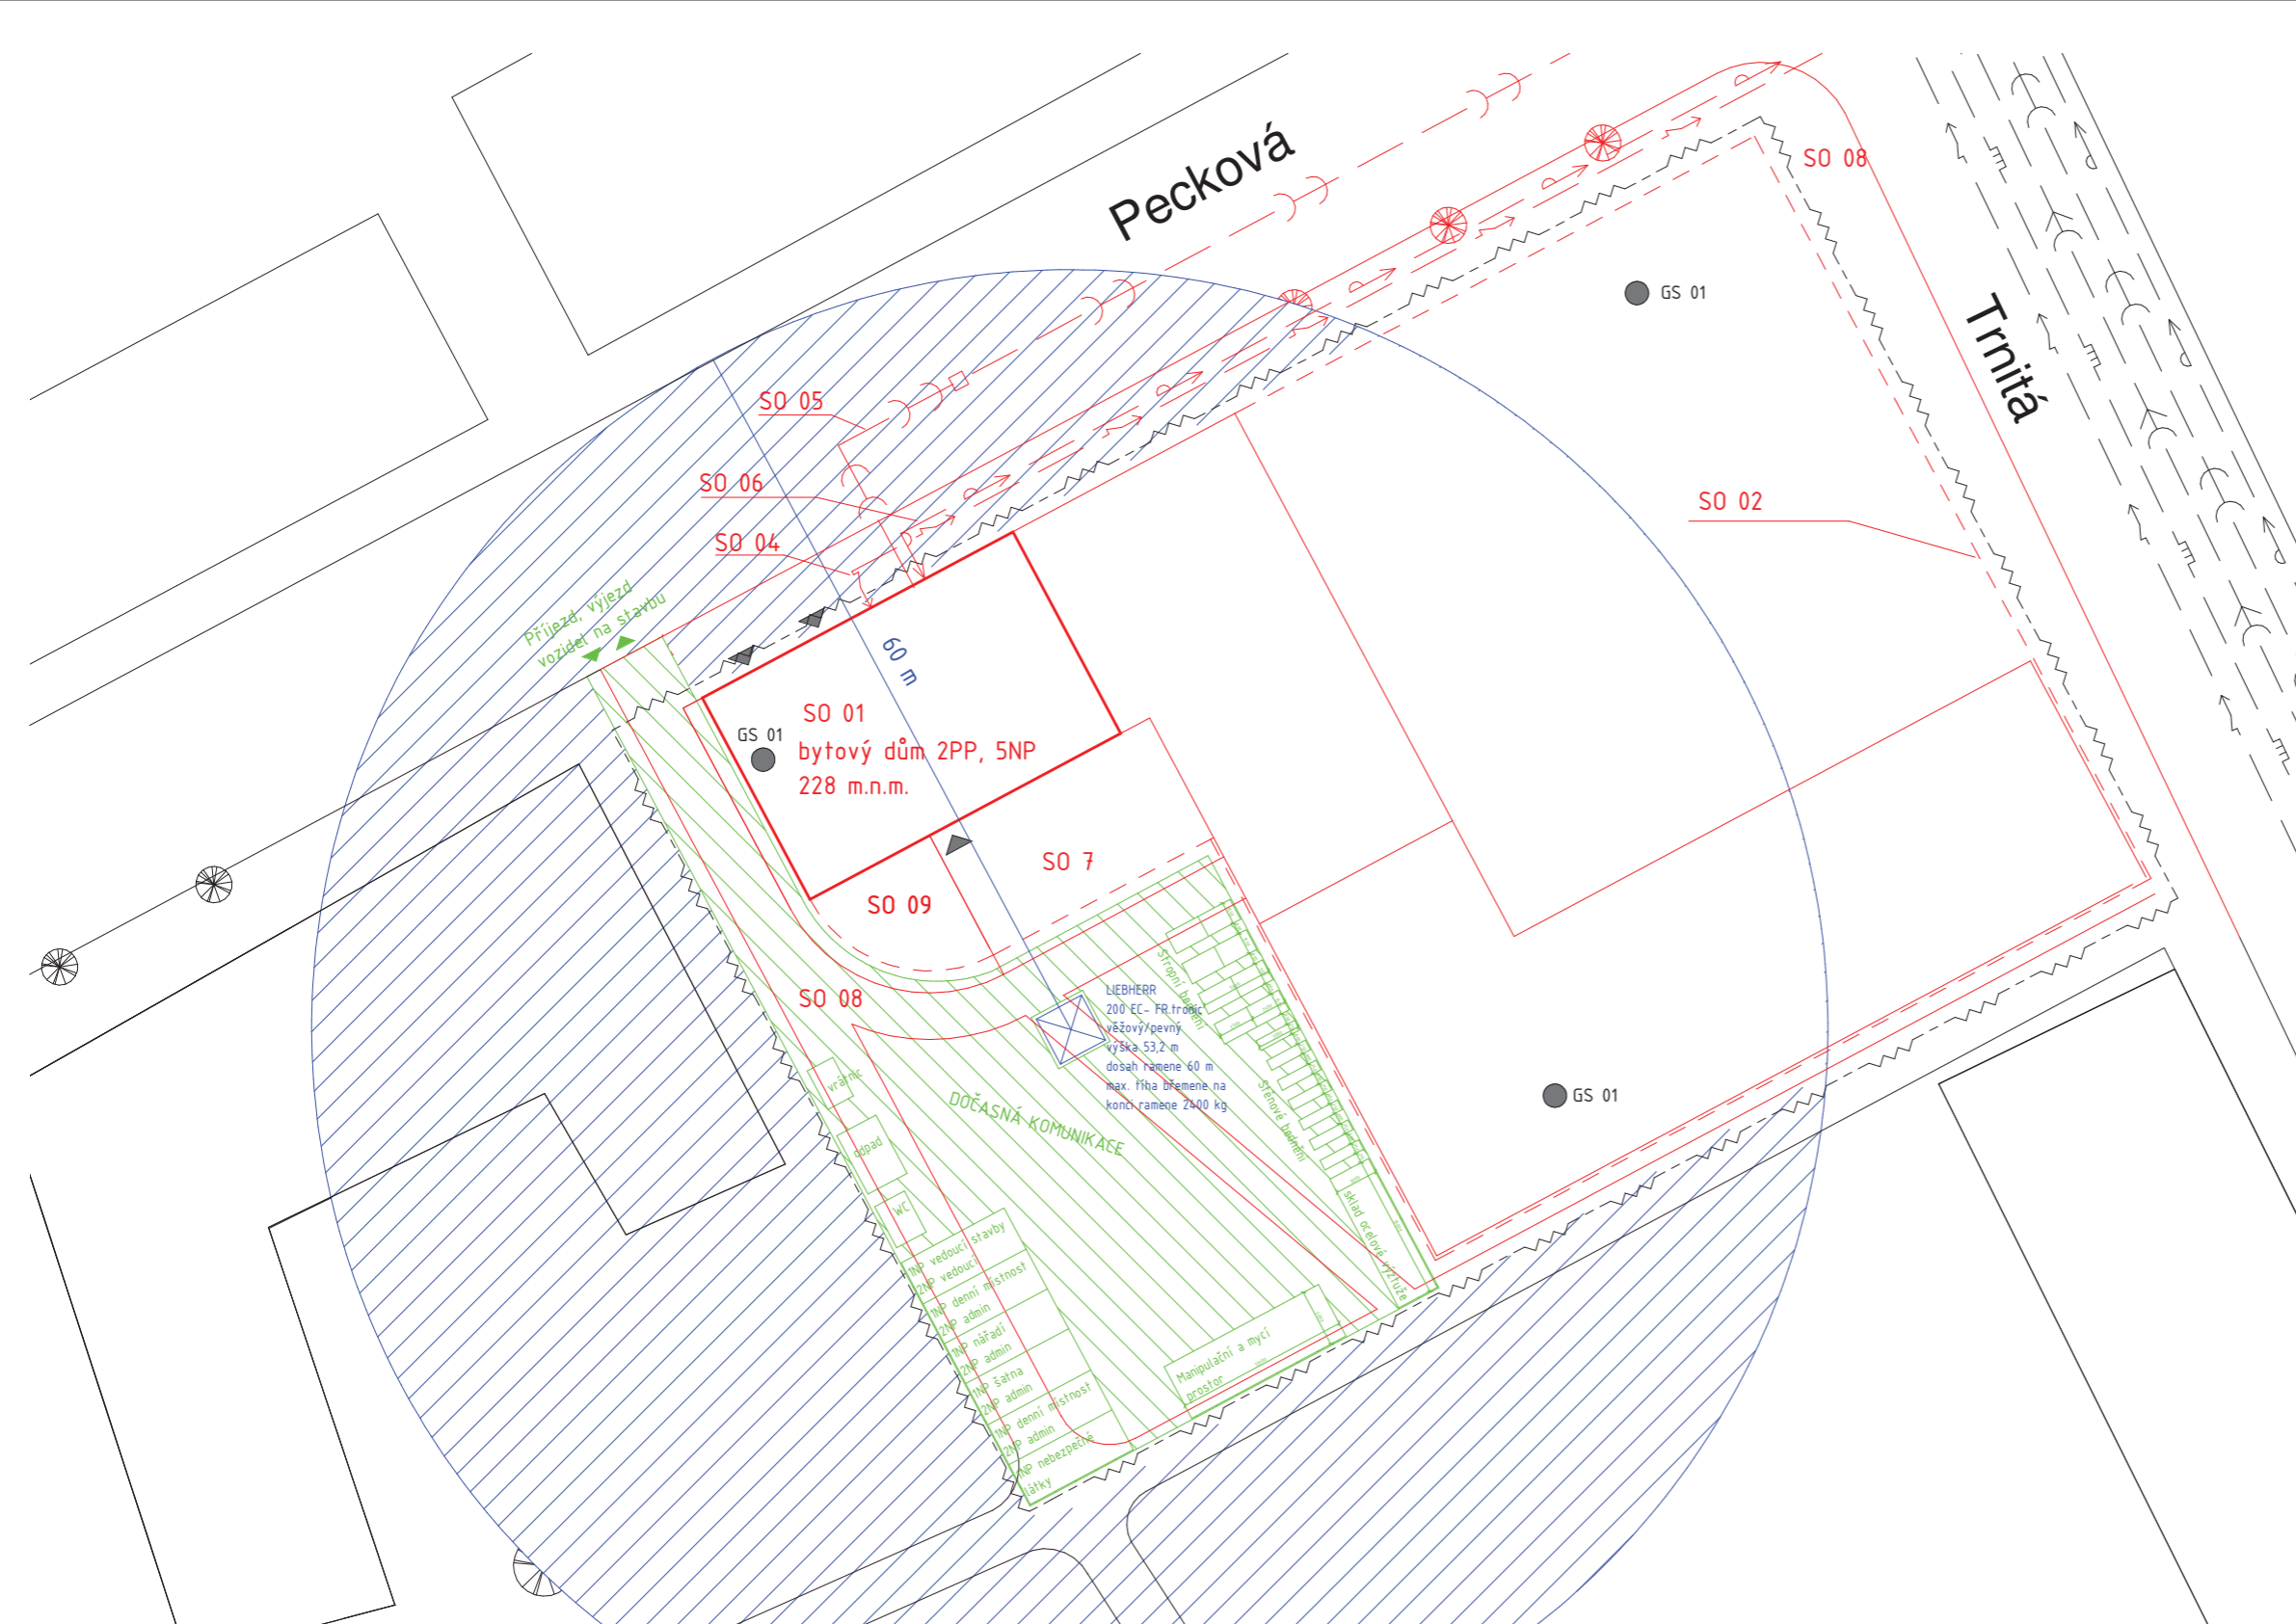 Pecková
Trnitá
SO 08
GS 01
SO 05
SO 06
SO 04
SO 02
Příjezd, výjezd
vozidel na stavbu
60 m
GS 01
SO 01
bytový dům 2PP, 5NP
228 m.n.m.
SO 7
SO 09
SO 08
LIEBHERR
200 EC- FR.tronic
věžový/pevný
výška 53,2 m
dosah ramene 60 m
max. tíha břemene na
konci ramene 2400 kg
Stropní bednění
Stěnové bednění
sklad ocelové výztuže
GS 01
DOČASNÁ KOMUNIKACE
vrátnic
odpad
WC
1NP vedoucí stavby
2NP vedoucí
1NP denní místnost
2NP admin
1NP nářadí
2NP admin
1NP šatna
2NP admin
1NP denní místnost
2NP admin
1NP nebezpečné
látky
Manipulační a mycí
prostor